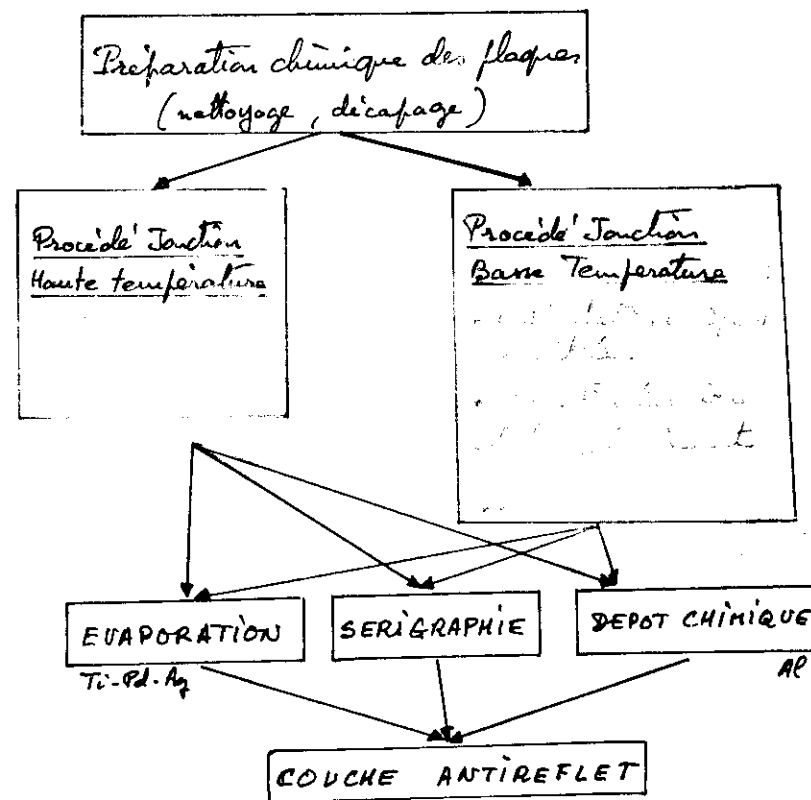 Préparation chimique des plaques
(nettoyage, décapage)
Procédé Jonction
Haute température
Procédé Jonction
Basse Température
EVAPORATION
Ti-Pd-Ag
SERIGRAPHIE
DEPOT CHIMIQUE
Al
COUCHE ANTIREFLET